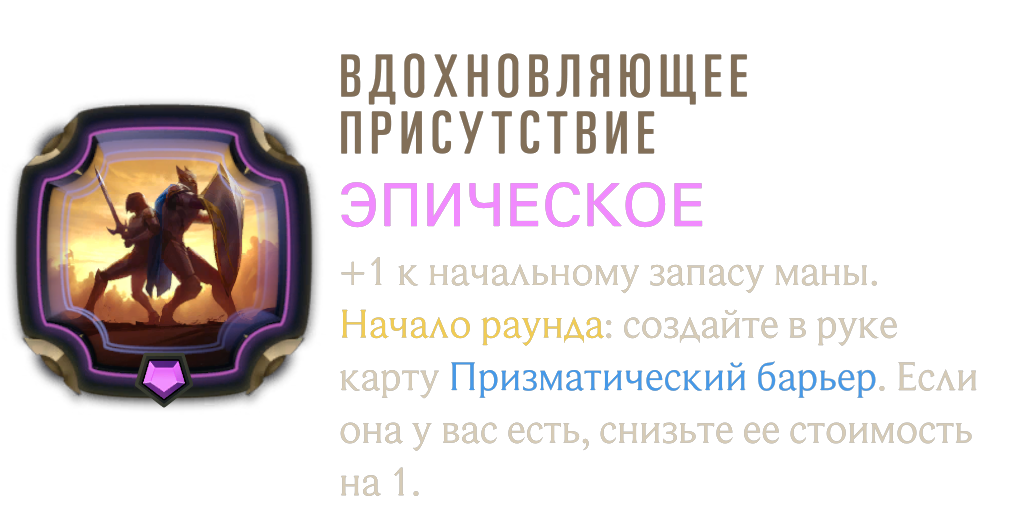 ВДОХНОВЛЯЮЩЕЕ
ПРИСУТСТВИЕ
ЭПИЧЕСКОЕ
+1 к начальному запасу маны.
Начало раунда: создайте в руке
карту Призматический барьер. Если
она у вас есть, снизьте ее стоимость
на 1.